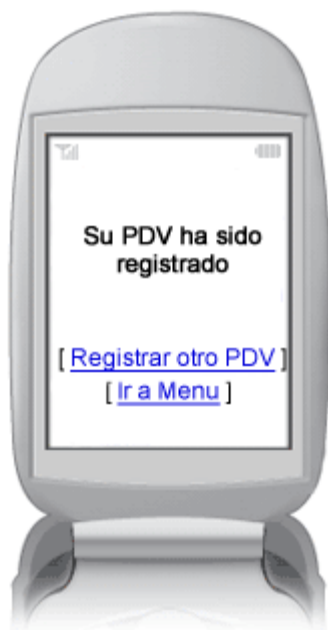 Su PDV ha sido
registrado
[ Registrar otro PDV ]
[ Ir a Menu ]